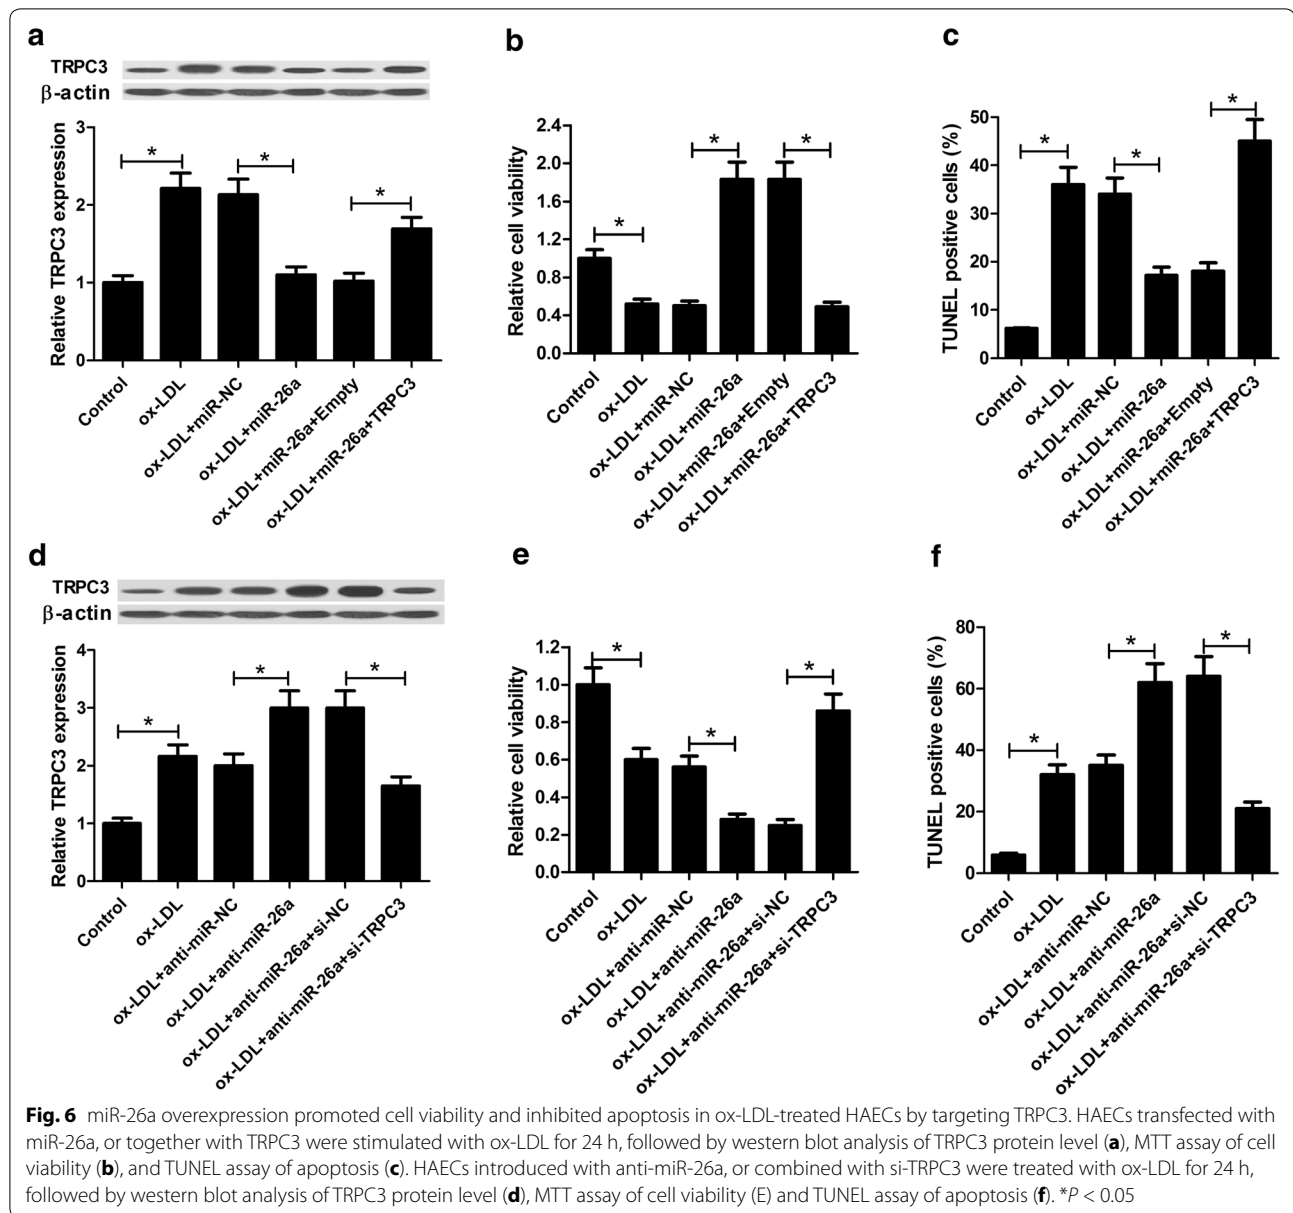 a
TRPC3
β-actin
Relative TRPC3 expression
3
2
1
0
*
*
*
Control
ox-LDL
ox-LDL+miR-NC
ox-LDL+miR-26a
ox-LDL+miR-26a+Empty
ox-LDL+miR-26a+TRPC3
b
Relative cell viability
2.4
2.0
1.6
1.2
0.8
0.4
0.0
*
*
*
Control
ox-LDL
ox-LDL+miR-NC
ox-LDL+miR-26a
ox-LDL+miR-26a+Empty
ox-LDL+miR-26a+TRPC3
c
TUNEL positive cells (%)
50
40
30
20
10
0
*
*
*
Control
ox-LDL
ox-LDL+miR-NC
ox-LDL+miR-26a
ox-LDL+miR-26a+Empty
ox-LDL+miR-26a+TRPC3
d
TRPC3
β-actin
Relative TRPC3 expression
4
3
2
1
0
*
*
*
Control
ox-LDL
ox-LDL+anti-miR-NC
ox-LDL+anti-miR-26a
ox-LDL+anti-miR-26a+si-NC
ox-LDL+anti-miR-26a+si-TRPC3
e
Relative cell viability
1.2
1.0
0.8
0.6
0.4
0.2
0.0
*
*
*
Control
ox-LDL
ox-LDL+anti-miR-NC
ox-LDL+anti-miR-26a
ox-LDL+anti-miR-26a+si-NC
ox-LDL+anti-miR-26a+si-TRPC3
f
TUNEL positive cells (%)
80
60
40
20
0
*
*
*
Control
ox-LDL
ox-LDL+anti-miR-NC
ox-LDL+anti-miR-26a
ox-LDL+anti-miR-26a+si-NC
ox-LDL+anti-miR-26a+si-TRPC3
Fig. 6 miR-26a overexpression promoted cell viability and inhibited apoptosis in ox-LDL-treated HAECs by targeting TRPC3. HAECs transfected with
miR-26a, or together with TRPC3 were stimulated with ox-LDL for 24 h, followed by western blot analysis of TRPC3 protein level (a), MTT assay of cell
viability (b), and TUNEL assay of apoptosis (c). HAECs introduced with anti-miR-26a, or combined with si-TRPC3 were treated with ox-LDL for 24 h,
followed by western blot analysis of TRPC3 protein level (d), MTT assay of cell viability (E) and TUNEL assay of apoptosis (f). *P < 0.05